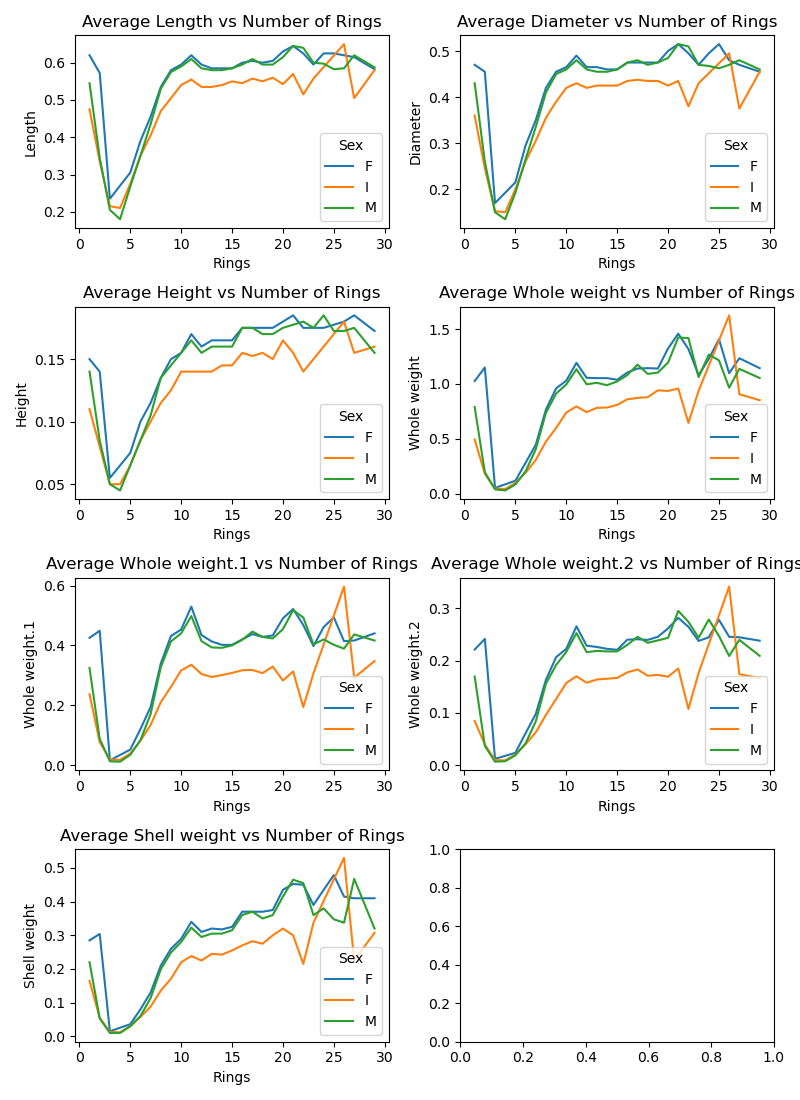 Average Length vs Number of Rings
Length
0.6
0.5
0.4
0.3
0.2
0 5 10 15 20 25 30
Rings
Sex
F
I
M
Average Diameter vs Number of Rings
Diameter
0.5
0.4
0.3
0.2
0 5 10 15 20 25 30
Rings
Sex
F
I
M
Average Height vs Number of Rings
Height
0.15
0.10
0.05
0 5 10 15 20 25 30
Rings
Sex
F
I
M
Average Whole weight vs Number of Rings
Whole weight
1.5
1.0
0.5
0.0
0 5 10 15 20 25 30
Rings
Sex
F
I
M
Average Whole weight.1 vs Number of Rings
Whole weight.1
0.6
0.4
0.2
0.0
0 5 10 15 20 25 30
Rings
Sex
F
I
M
Average Whole weight.2 vs Number of Rings
Whole weight.2
0.3
0.2
0.1
0.0
0 5 10 15 20 25 30
Rings
Sex
F
I
M
Average Shell weight vs Number of Rings
Shell weight
0.5
0.4
0.3
0.2
0.1
0.0
0 5 10 15 20 25 30
Rings
Sex
F
I
M
1.0
0.8
0.6
0.4
0.2
0.0
0.0 0.2 0.4 0.6 0.8 1.0